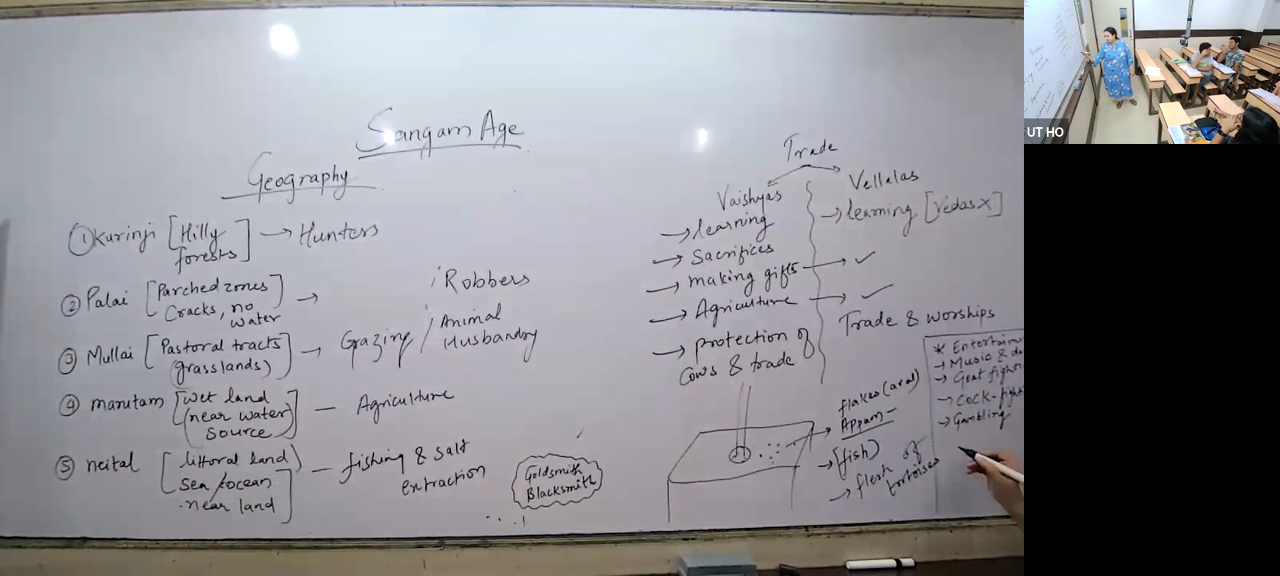 Sangam Age
Geography
① Kurinji [Hilly
forests] → Hunters
② Palai [Parched zones
Cracks, no
water] → Robbers
③ Mullai [Pastoral tracts
(grasslands)] → Grazing / Animal
Husbandry
④ marutam [wet land
(near water
source] – Agriculture
⑤ neital [littoral land)
sea/ocean
near land] – fishing & salt
extraction
Goldsmith
Blacksmith
Trade
Vaishyas
→ learning
→ Sacrifices
→ making gifts → ✓
→ Agriculture → ✓
→ protection of
cows & trade
Vellalas
→ learning [Vedas X]
Trade & worships
flakes
Appam
→ (fish)
→ flesh of
tortoises
* Entertainm
→ Music & d
→ Goat fight
→ Cock-figh
→ Gambling
UT HO